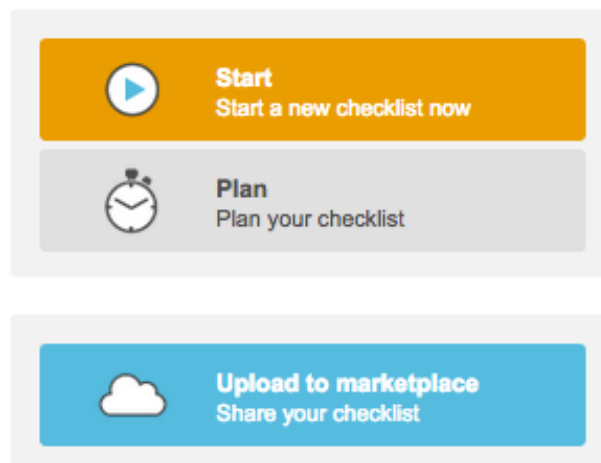 Start
Start a new checklist now
Plan
Plan your checklist
Upload to marketplace
Share your checklist